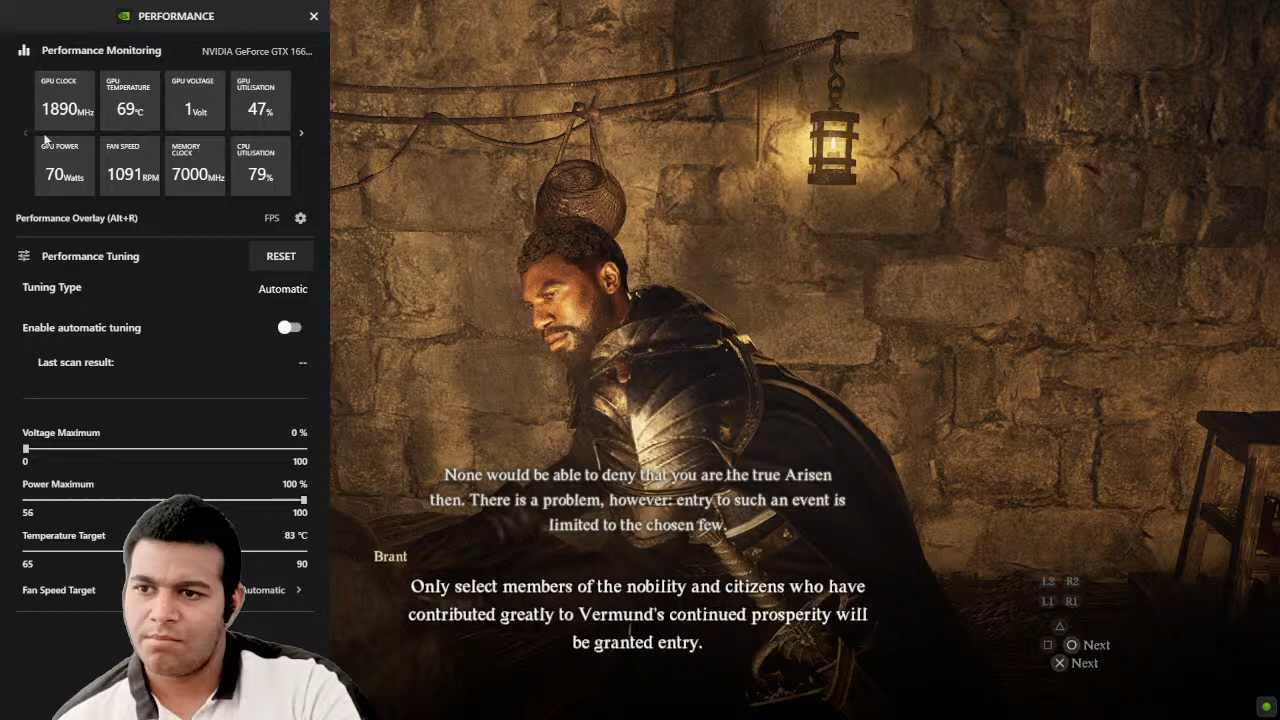 PERFORMANCE
Performance Monitoring
NVIDIA GeForce GTX 166...
GPU CLOCK
1890MHz
GPU TEMPERATURE
69°C
GPU VOLTAGE
1Volt
GPU UTILISATION
47%
GPU POWER
70Watts
FAN SPEED
1091RPM
MEMORY CLOCK
7000MHz
CPU UTILISATION
79%
Performance Overlay (Alt+R)
FPS
Performance Tuning
RESET
Tuning Type
Automatic
Enable automatic tuning
Last scan result:
--
Voltage Maximum
0 %
0
100
Power Maximum
100 %
56
100
Temperature Target
83 °C
65
90
Fan Speed Target
None would be able to deny that you are the true Arisen
then. There is a problem, however: entry to such an event is
limited to the chosen few.
Brant
Only select members of the nobility and citizens who have
contributed greatly to Vermund's continued prosperity will
be granted entry.
L2 R2
L1 R1
Next
Next